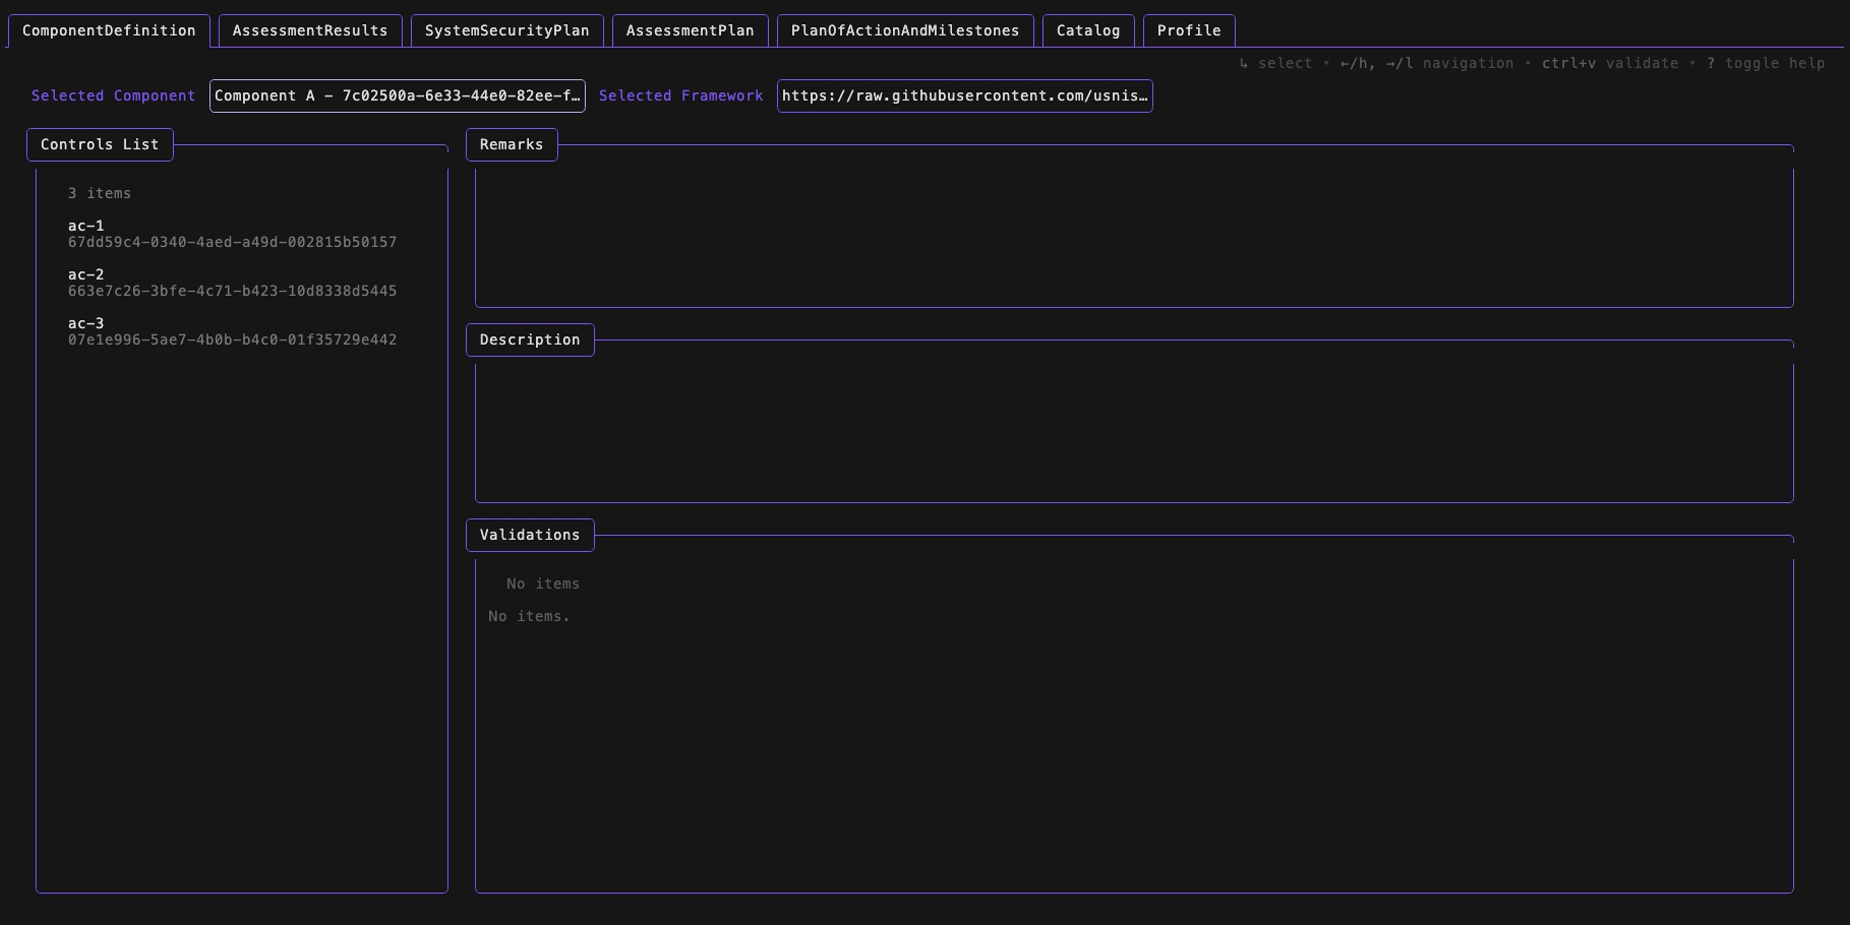 ComponentDefinition AssessmentResults SystemSecurityPlan AssessmentPlan PlanOfActionAndMilestones Catalog Profile
↳ select • ←/h, →/l navigation • ctrl+v validate • ? toggle help
Selected Component Component A - 7c02500a-6e33-44e0-82ee-f… Selected Framework https://raw.githubusercontent.com/usnis…
Controls List
3 items
ac-1
67dd59c4-0340-4aed-a49d-002815b50157
ac-2
663e7c26-3bfe-4c71-b423-10d8338d5445
ac-3
07e1e996-5ae7-4b0b-b4c0-01f35729e442
Remarks
Description
Validations
No items
No items.